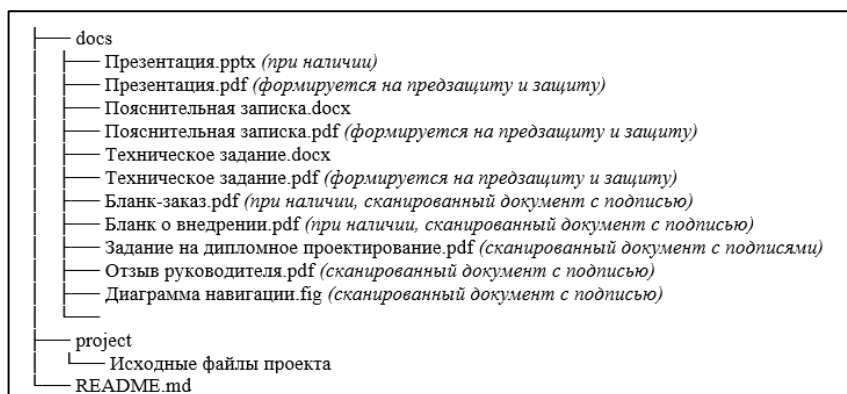 docs
Презентация.pptx (при наличии)
Презентация.pdf (формируется на предзащиту и защиту)
Пояснительная записка.docx
Пояснительная записка.pdf (формируется на предзащиту и защиту)
Техническое задание.docx
Техническое задание.pdf (формируется на предзащиту и защиту)
Бланк-заказ.pdf (при наличии, сканированный документ с подписью)
Бланк о внедрении.pdf (при наличии, сканированный документ с подписью)
Задание на дипломное проектирование.pdf (сканированный документ с подписями)
Отзыв руководителя.pdf (сканированный документ с подписью)
Диаграмма навигации.fig (сканированный документ с подписью)
project
Исходные файлы проекта
README.md